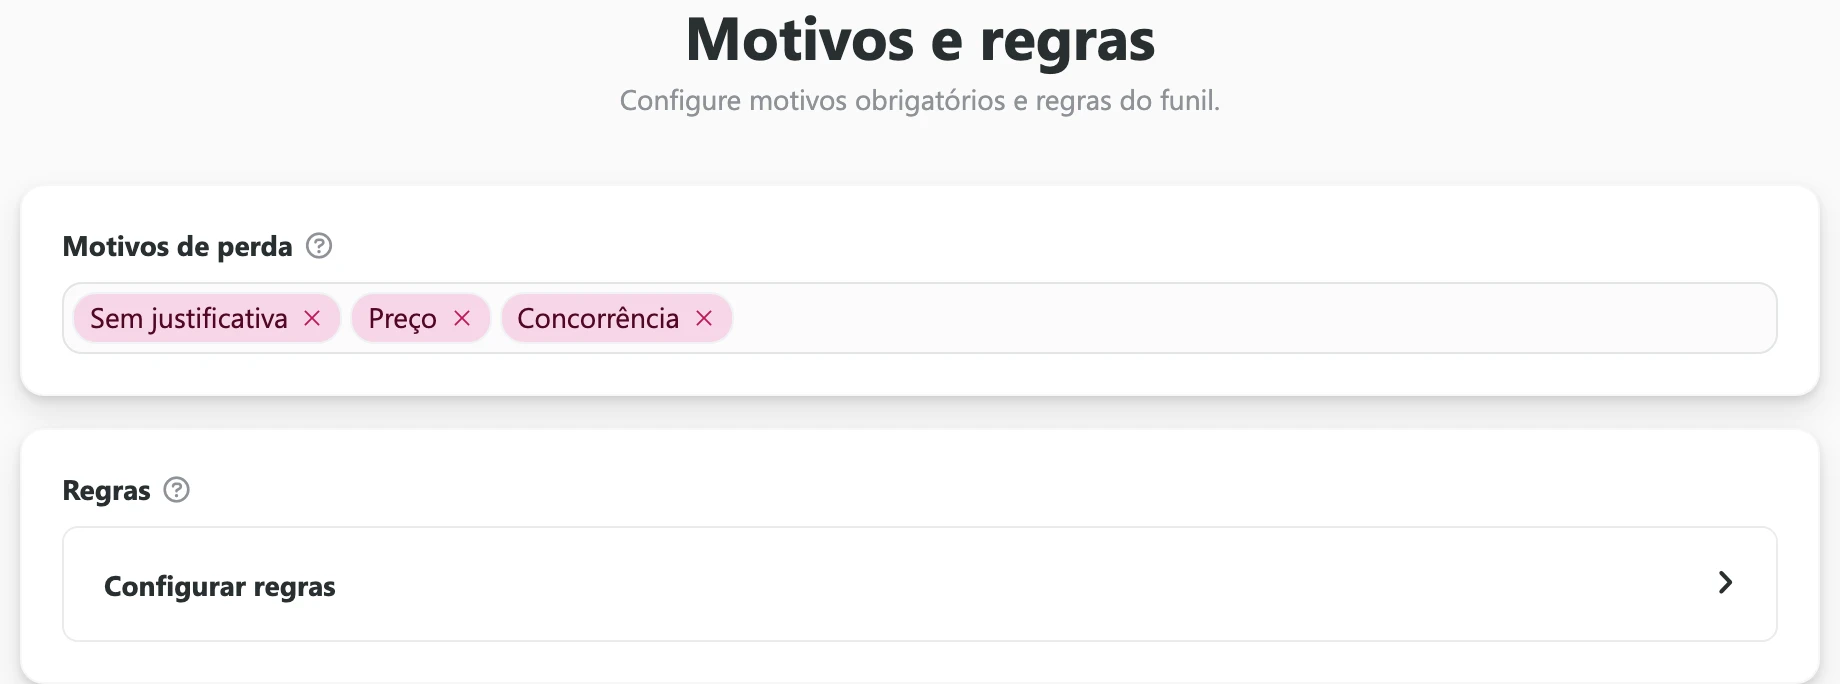 Motivos e regras
Configure motivos obrigatórios e regras do funil.
Motivos de perda
Sem justificativa Preço Concorrência
Regras
Configurar regras